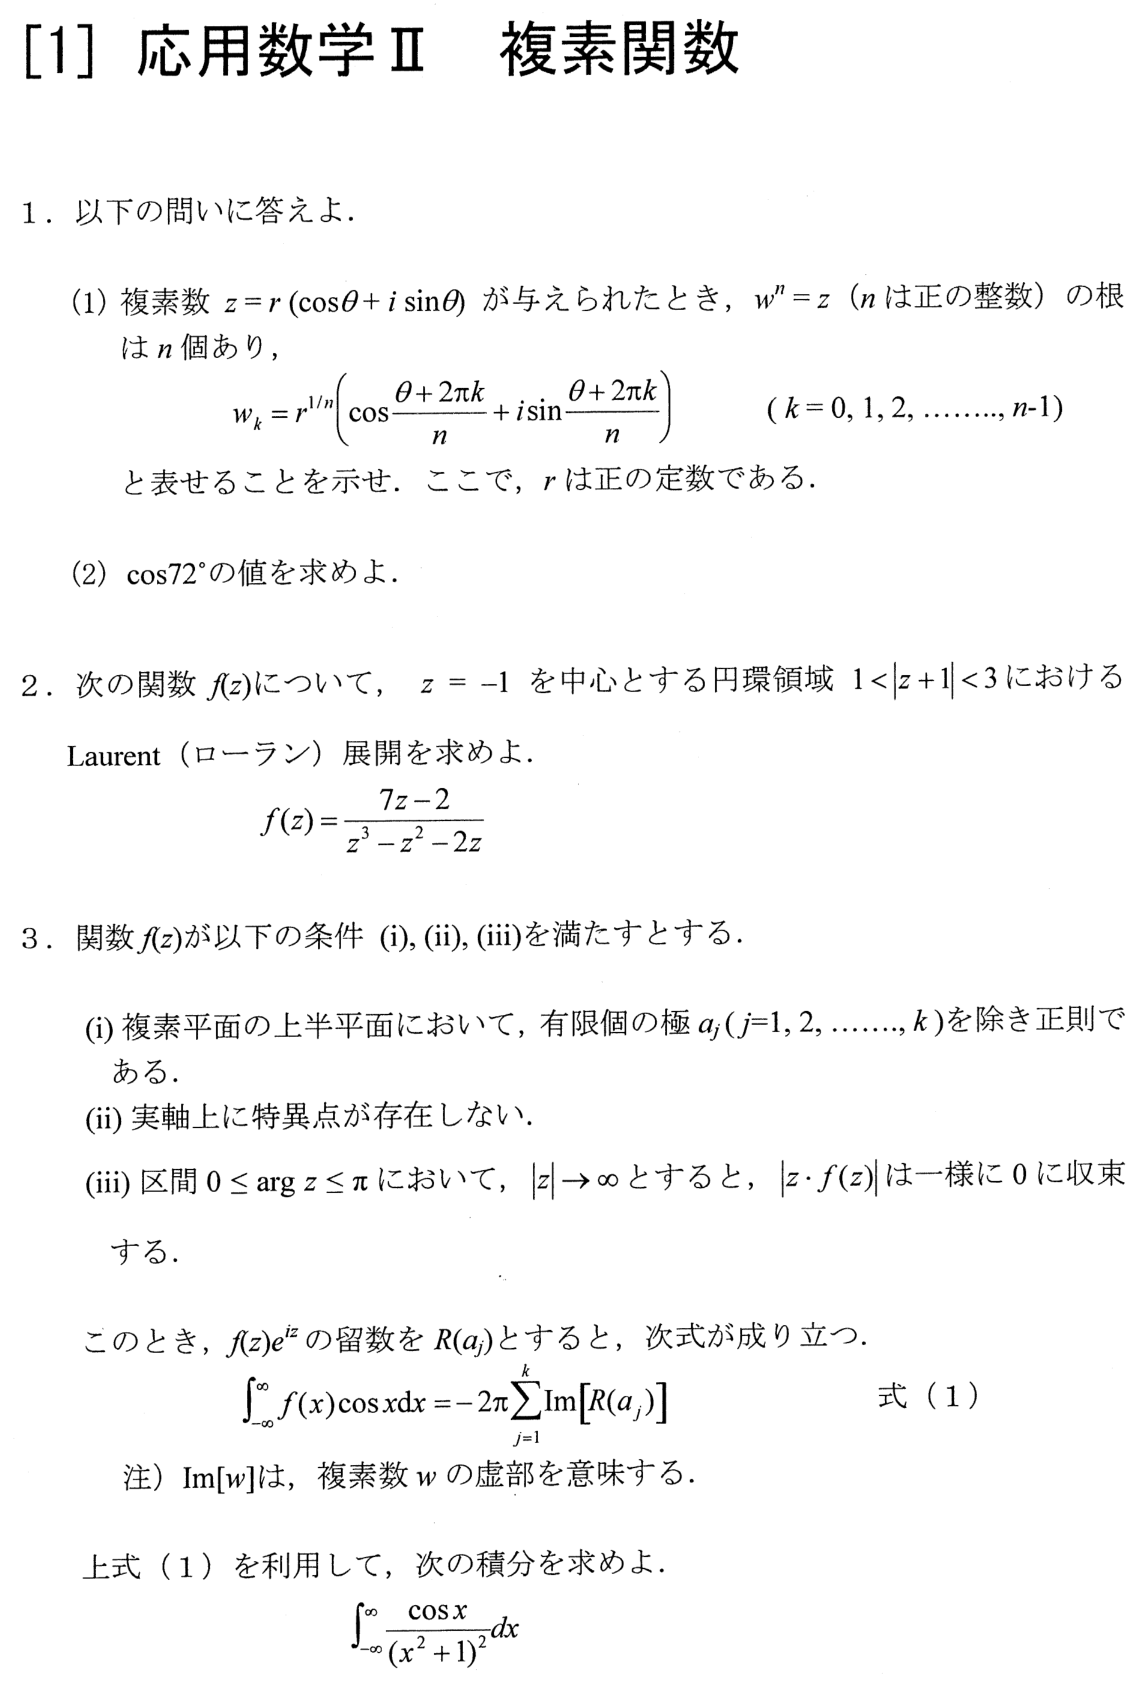 [1] 応用数学Ⅱ　複素関数
1．以下の問いに答えよ．
(1) 複素数 z = r (cosθ + i sinθ) が与えられたとき，wⁿ = z（n は正の整数）の根
は n 個あり，
w_k = r^{1/n}(cos (θ+2πk)/n + i sin (θ+2πk)/n)　( k = 0, 1, 2, ........, n-1)
と表せることを示せ．ここで，r は正の定数である．
(2) cos72°の値を求めよ．
2．次の関数 f(z)について， z = –1 を中心とする円環領域 1<|z+1|<3における
Laurent（ローラン）展開を求めよ．
f(z) = (7z−2)/(z³−z²−2z)
3．関数 f(z)が以下の条件 (i), (ii), (iii)を満たすとする．
(i) 複素平面の上半平面において，有限個の極 a_j ( j=1, 2, ......., k )を除き正則で
ある．
(ii) 実軸上に特異点が存在しない．
(iii) 区間 0 ≤ arg z ≤ π において，|z|→∞とすると，|z·f(z)|は一様に 0 に収束
する．
このとき，f(z)e^{iz} の留数を R(a_j)とすると，次式が成り立つ．
∫_{-∞}^{∞} f(x)cosxdx = −2π∑_{j=1}^{k} Im[R(a_j)]　式（1）
注）Im[w]は，複素数 w の虚部を意味する．
上式（1）を利用して，次の積分を求めよ．
∫_{-∞}^{∞} cosx/(x²+1)² dx